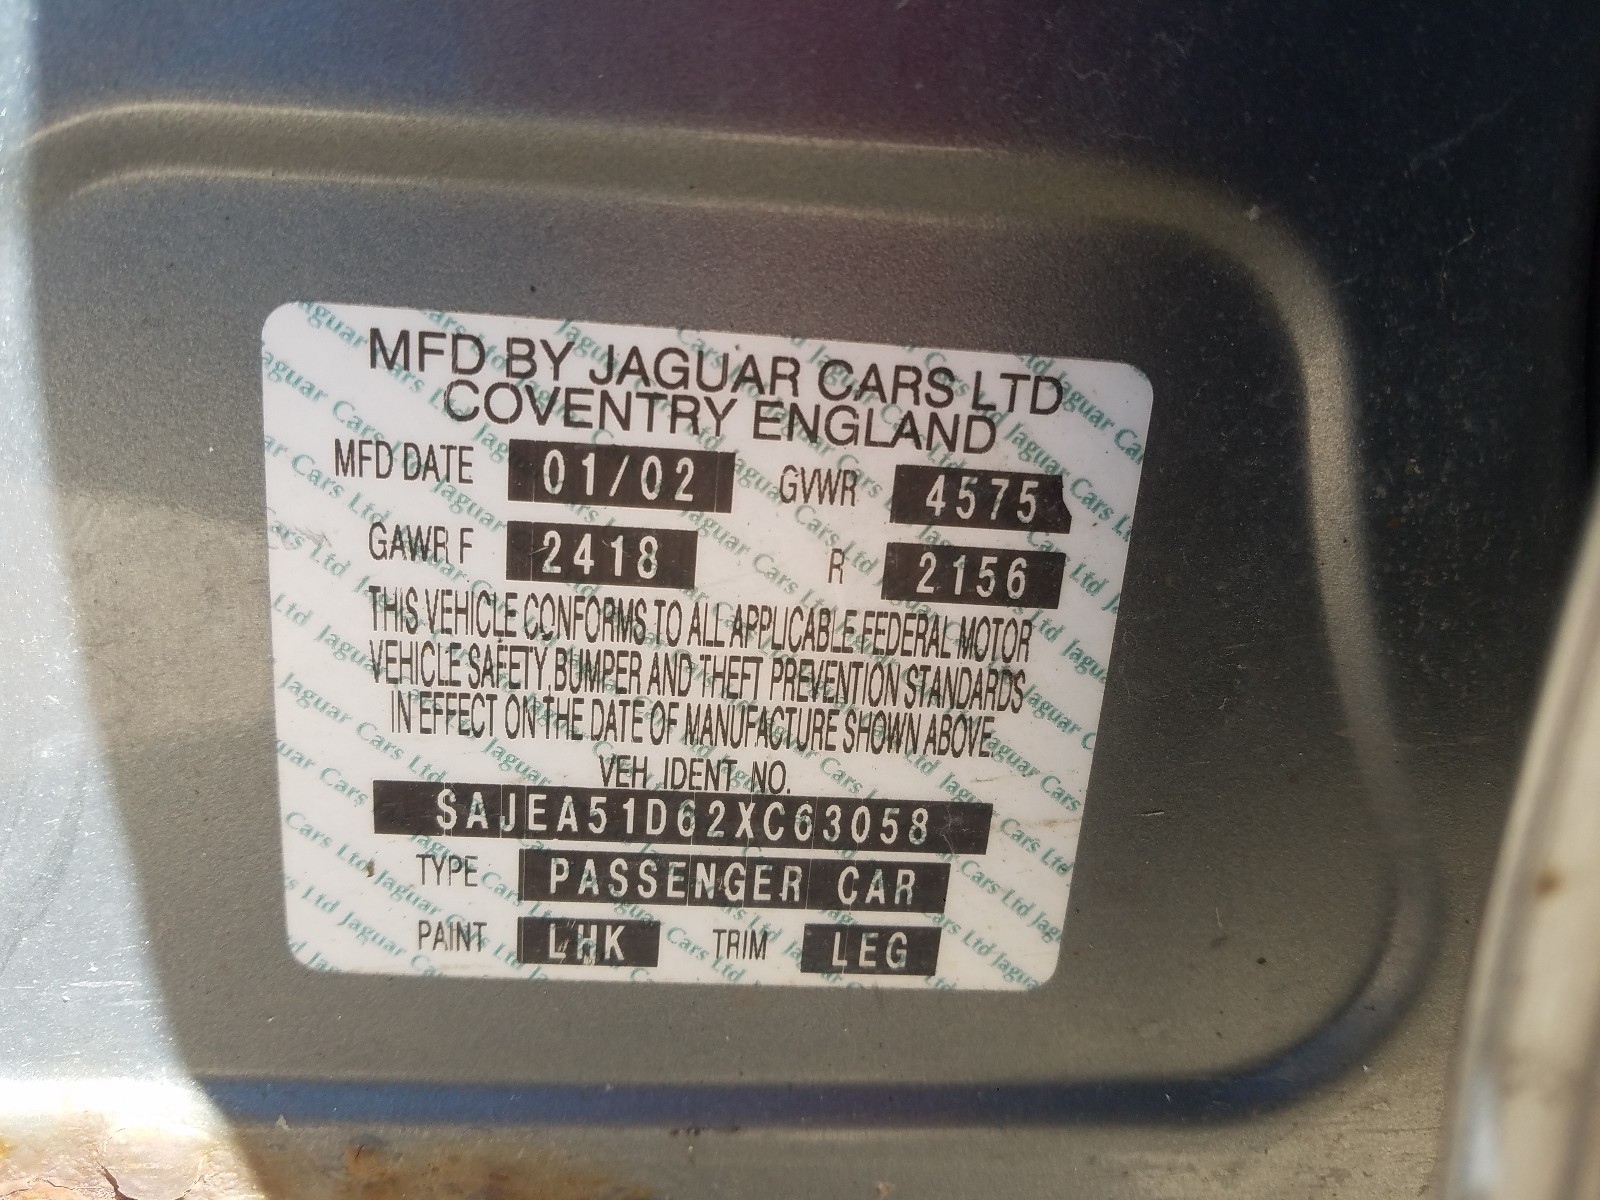 MFD BY JAGUAR CARS LTD
COVENTRY ENGLAND
MFD DATE 01/02 GVWR 4575
GAWR F 2418 R 2156
THIS VEHICLE CONFORMS TO ALL APPLICABLE FEDERAL MOTOR
VEHICLE SAFETY, BUMPER AND THEFT PREVENTION STANDARDS
IN EFFECT ON THE DATE OF MANUFACTURE SHOWN ABOVE.
VEH. IDENT. NO.
SAJEA51D62XC63058
TYPE PASSENGER CAR
PAINT LHK TRIM LEG